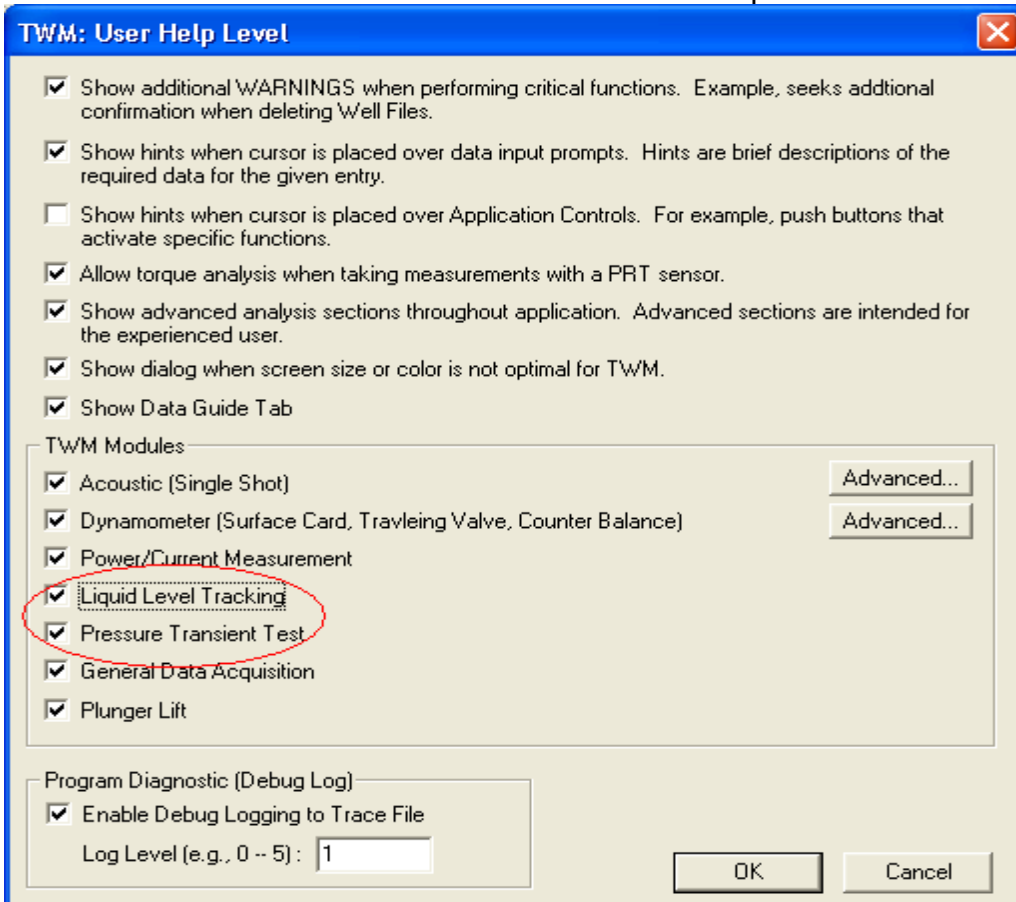 TWM: User Help Level
Show additional WARNINGS when performing critical functions. Example, seeks addtional
confirmation when deleting Well Files.
Show hints when cursor is placed over data input prompts. Hints are brief descriptions of the
required data for the given entry.
Show hints when cursor is placed over Application Controls. For example, push buttons that
activate specific functions.
Allow torque analysis when taking measurements with a PRT sensor.
Show advanced analysis sections throughout application. Advanced sections are intended for
the experienced user.
Show dialog when screen size or color is not optimal for TWM.
Show Data Guide Tab
TWM Modules
Acoustic (Single Shot)
Advanced...
Dynamometer (Surface Card, Travleing Valve, Counter Balance)
Advanced...
Power/Current Measurement
Liquid Level Tracking
Pressure Transient Test
General Data Acquisition
Plunger Lift
Program Diagnostic (Debug Log)
Enable Debug Logging to Trace File
Log Level (e.g., 0 -- 5) : 1
OK
Cancel